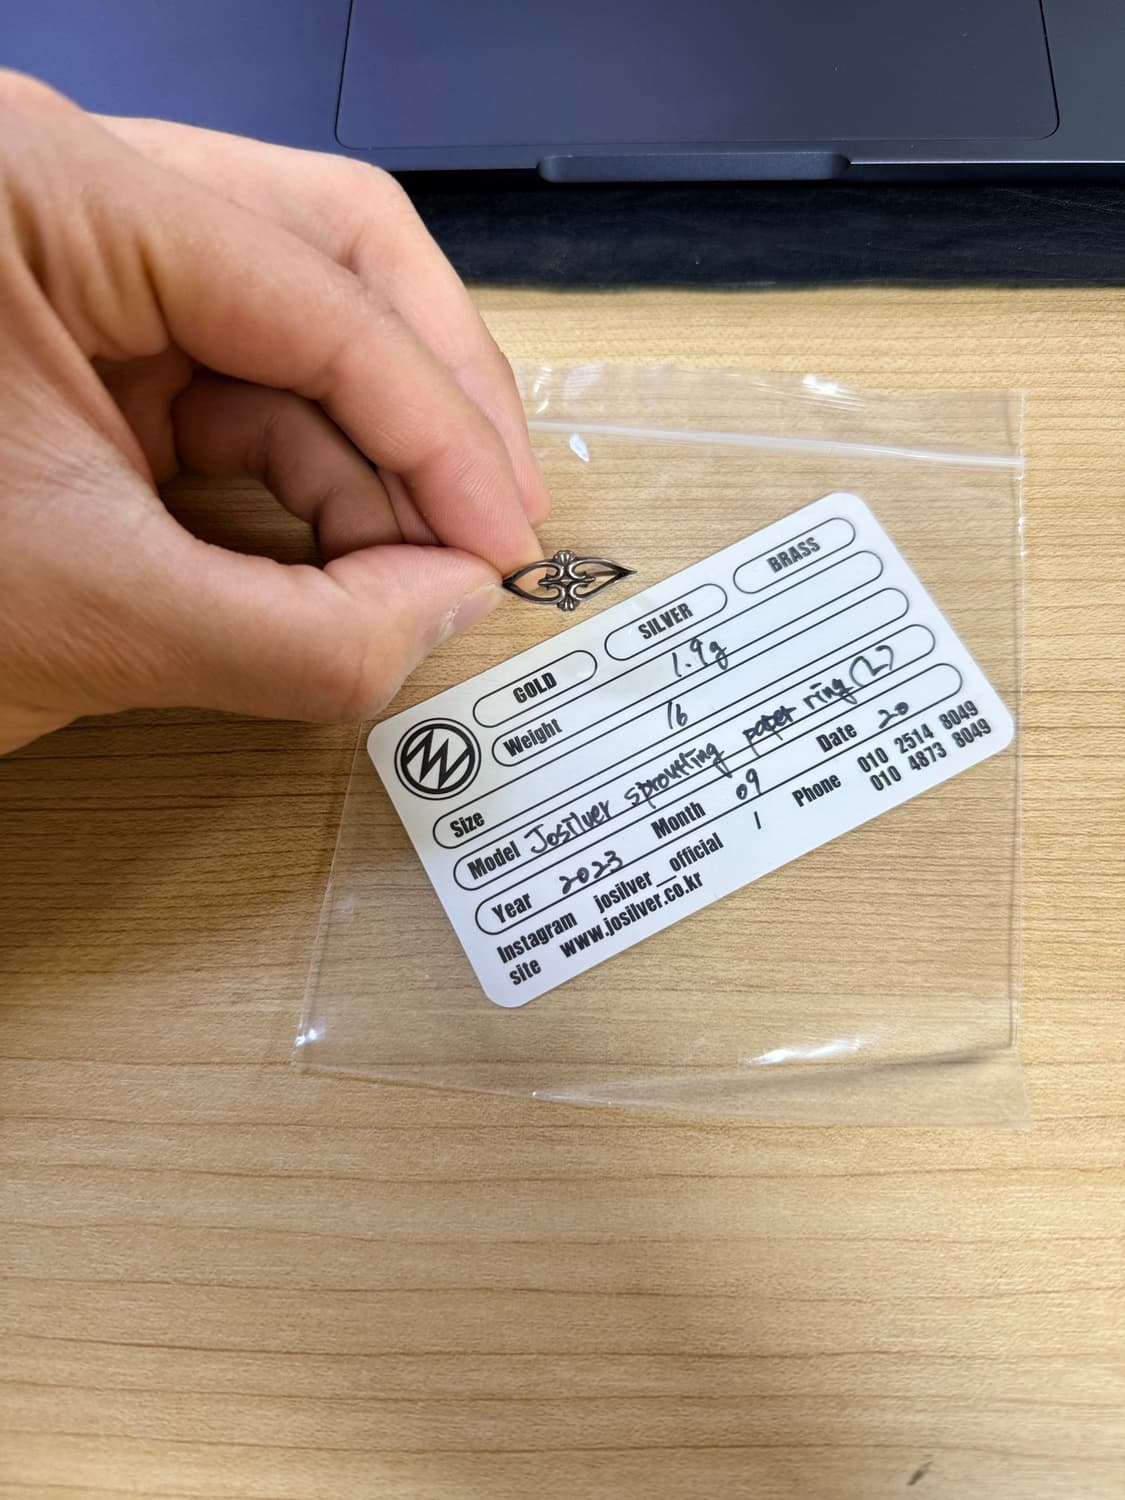 GOLD SILVER BRASS
Weight 1.9g
Size 16
Model Josilver sprouting paper ring (L)
Year 2023 Month 09 Date 20
Instagram josilver_official / Phone 010 2514 8049
site www.josilver.co.kr 010 4873 8049